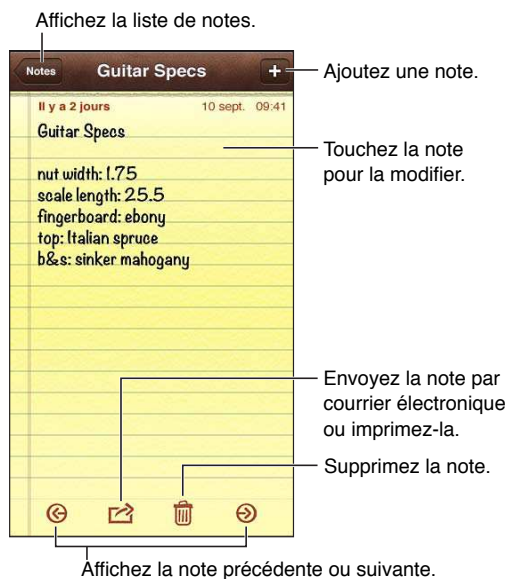 Affichez la liste de notes.
Notes Guitar Specs +
Ajoutez une note.
Il y a 2 jours 10 sept. 09:41
Guitar Specs
Touchez la note
pour la modifier.
nut width: 1.75
scale length: 25.5
fingerboard: ebony
top: Italian spruce
b&s: sinker mahogany
Envoyez la note par
courrier électronique
ou imprimez-la.
Supprimez la note.
Affichez la note précédente ou suivante.